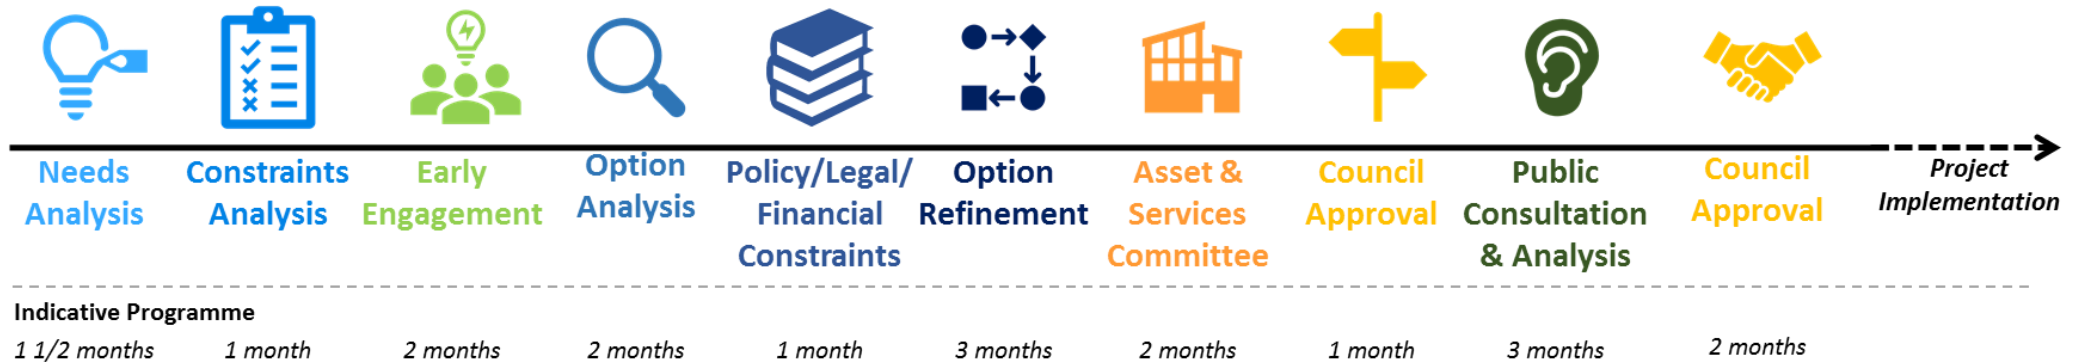 Needs
Analysis
Constraints
Analysis
Early
Engagement
Option
Analysis
Policy/Legal/
Financial
Constraints
Option
Refinement
Asset &
Services
Committee
Council
Approval
Public
Consultation
& Analysis
Council
Approval
Project
Implementation
Indicative Programme
1 1/2 months
1 month
2 months
2 months
1 month
3 months
2 months
1 month
3 months
2 months